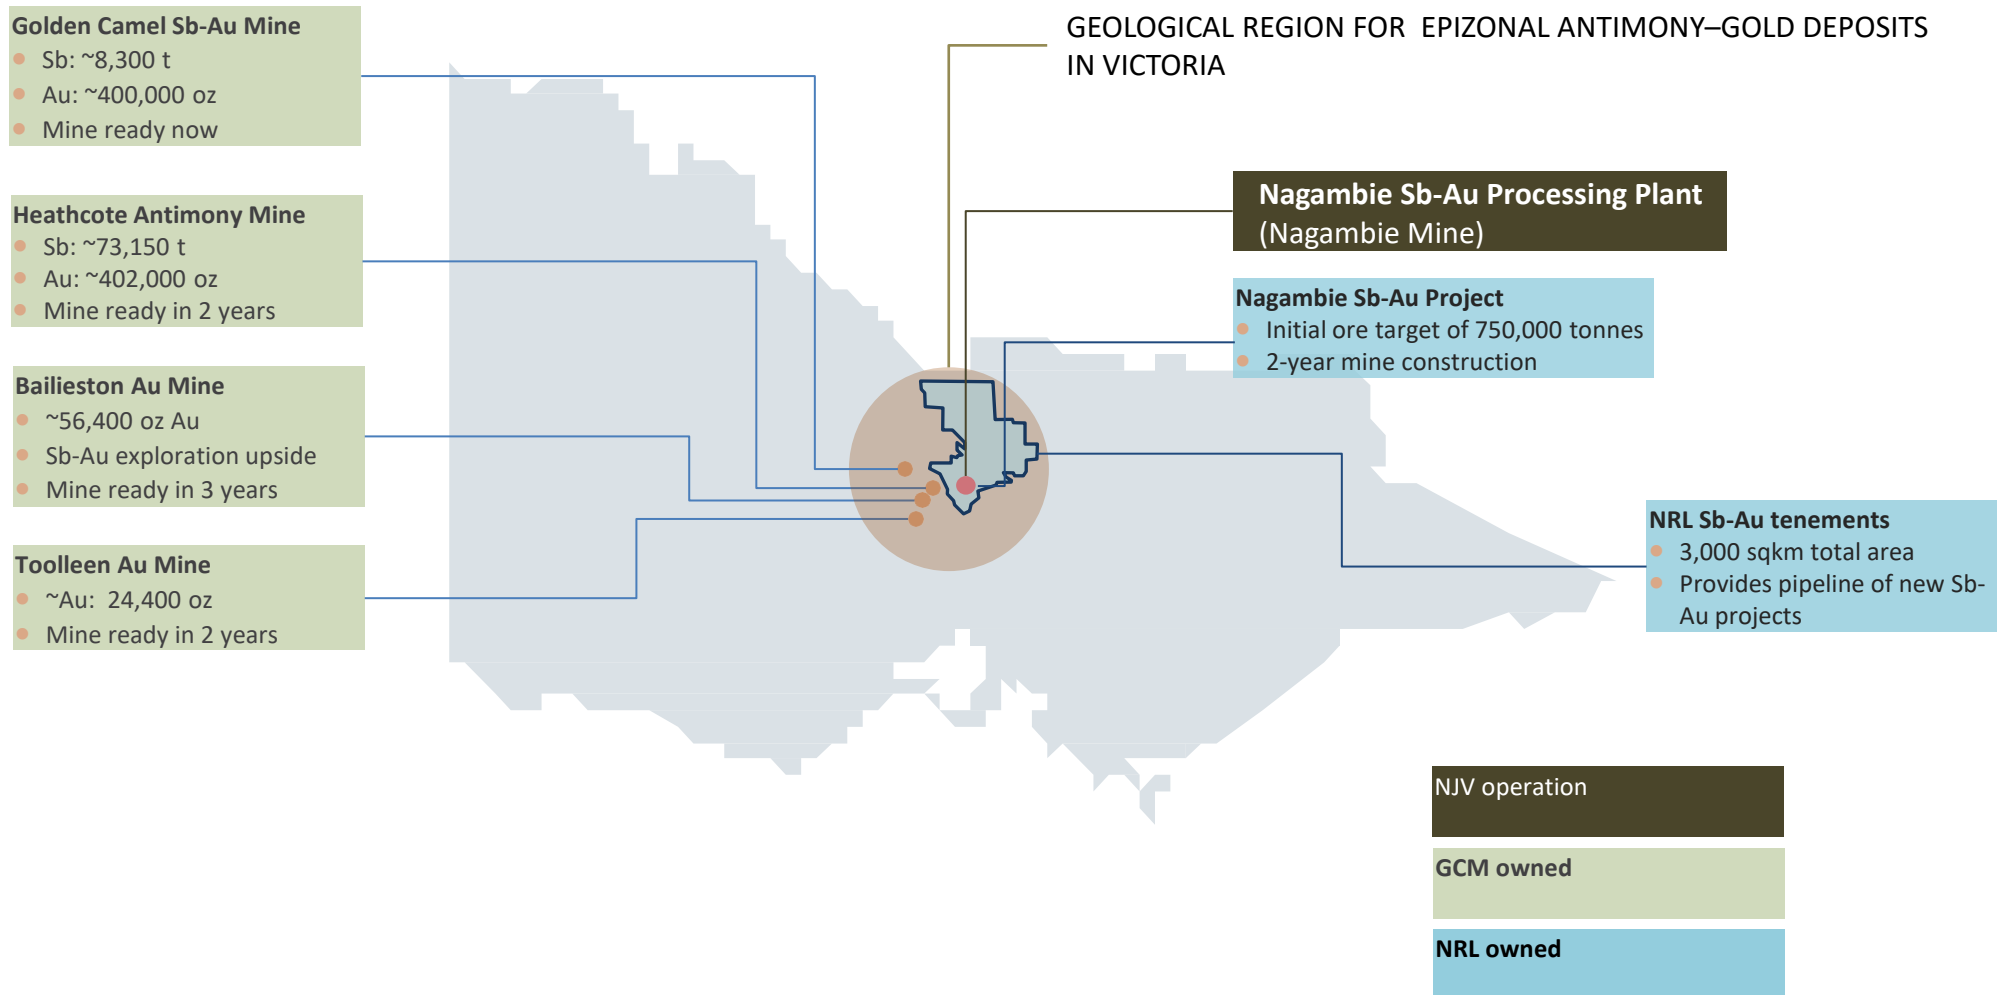 Golden Camel Sb-Au Mine
Sb: ~8,300 t
Au: ~400,000 oz
Mine ready now
Heathcote Antimony Mine
Sb: ~73,150 t
Au: ~402,000 oz
Mine ready in 2 years
Bailieston Au Mine
~56,400 oz Au
Sb-Au exploration upside
Mine ready in 3 years
Toolleen Au Mine
~Au: 24,400 oz
Mine ready in 2 years
GEOLOGICAL REGION FOR EPIZONAL ANTIMONY–GOLD DEPOSITS
IN VICTORIA
Nagambie Sb-Au Processing Plant
(Nagambie Mine)
Nagambie Sb-Au Project
Initial ore target of 750,000 tonnes
2-year mine construction
NRL Sb-Au tenements
3,000 sqkm total area
Provides pipeline of new Sb-
Au projects
NJV operation
GCM owned
NRL owned